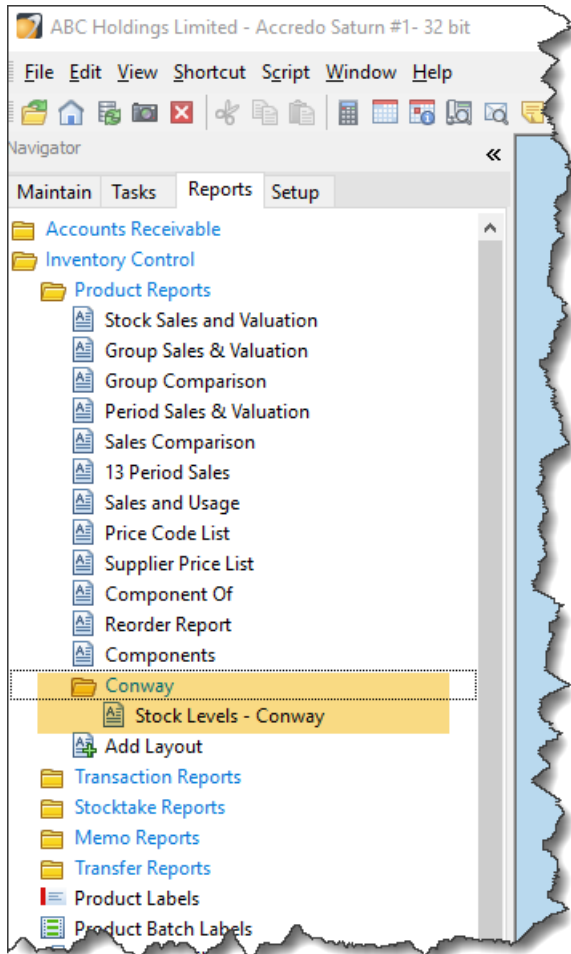 ABC Holdings Limited - Accredo Saturn #1- 32 bit
File Edit View Shortcut Script Window Help
Navigator «
Maintain Tasks Reports Setup
Accounts Receivable
Inventory Control
Product Reports
Stock Sales and Valuation
Group Sales & Valuation
Group Comparison
Period Sales & Valuation
Sales Comparison
13 Period Sales
Sales and Usage
Price Code List
Supplier Price List
Component Of
Reorder Report
Components
Conway
Stock Levels - Conway
Add Layout
Transaction Reports
Stocktake Reports
Memo Reports
Transfer Reports
Product Labels
Product Batch Labels